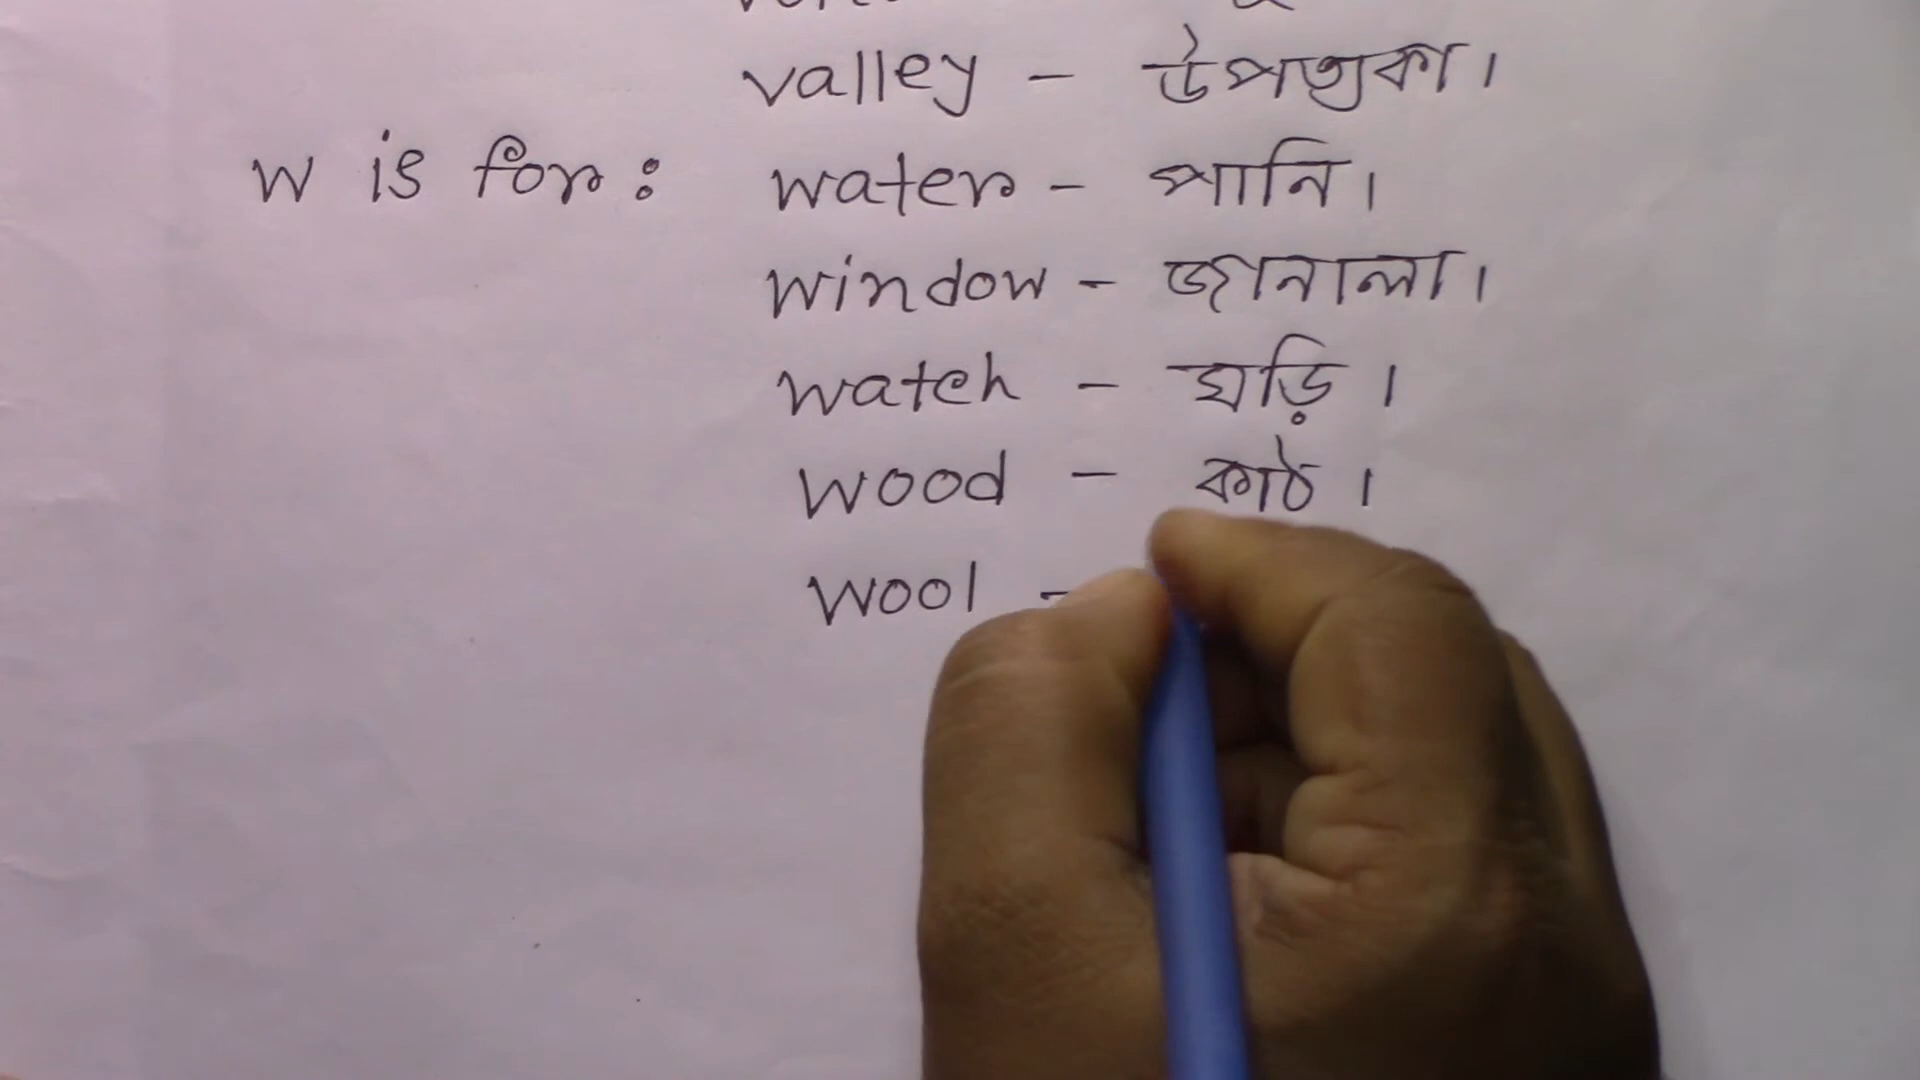 valley - উপত্যকা।
W is for: water - পানি।
window - জানালা।
watch - ঘড়ি।
wood - কাঠ।
wool -